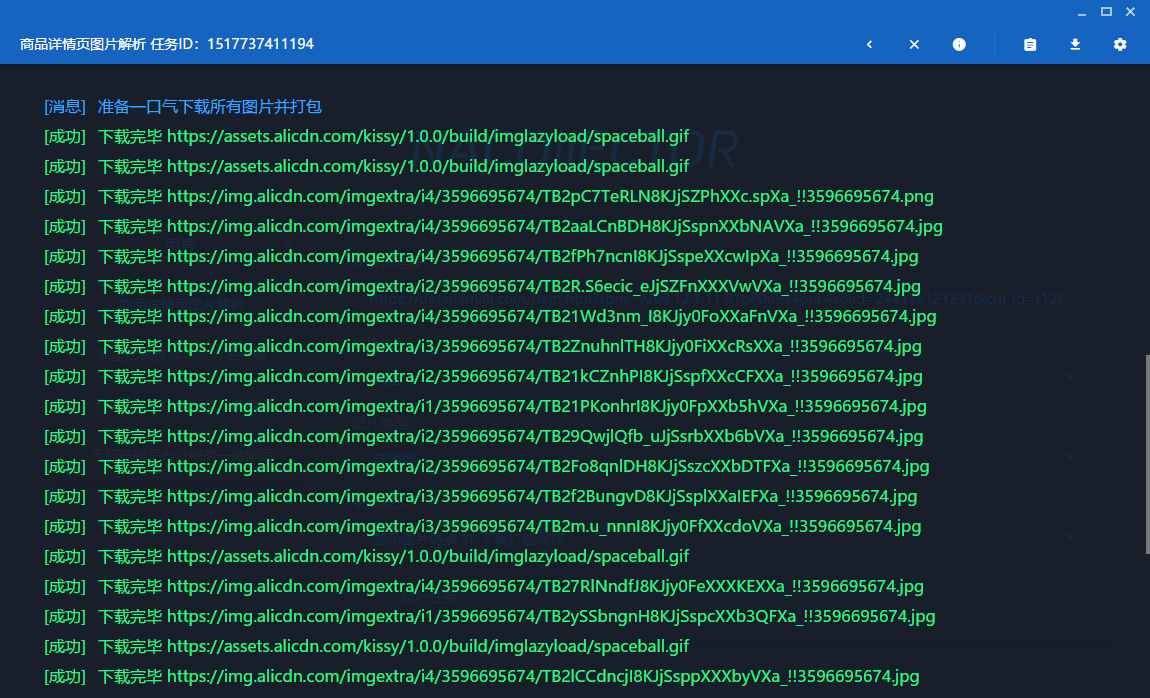 商品详情页图片解析 任务ID：1517737411194
[消息] 准备一口气下载所有图片并打包
[成功] 下载完毕 https://assets.alicdn.com/kissy/1.0.0/build/imglazyload/spaceball.gif
[成功] 下载完毕 https://assets.alicdn.com/kissy/1.0.0/build/imglazyload/spaceball.gif
[成功] 下载完毕 https://img.alicdn.com/imgextra/i4/3596695674/TB2pC7TeRLN8KJjSZPhXXc.spXa_!!3596695674.png
[成功] 下载完毕 https://img.alicdn.com/imgextra/i4/3596695674/TB2aaLCnBDH8KJjSspnXXbNAVXa_!!3596695674.jpg
[成功] 下载完毕 https://img.alicdn.com/imgextra/i4/3596695674/TB2fPh7ncnI8KJjSspeXXcwIpXa_!!3596695674.jpg
[成功] 下载完毕 https://img.alicdn.com/imgextra/i2/3596695674/TB2R.S6ecic_eJjSZFnXXXVwVXa_!!3596695674.jpg
[成功] 下载完毕 https://img.alicdn.com/imgextra/i4/3596695674/TB21Wd3nm_I8KJjy0FoXXaFnVXa_!!3596695674.jpg
[成功] 下载完毕 https://img.alicdn.com/imgextra/i3/3596695674/TB2ZnuhnlTH8KJjy0FiXXcRsXXa_!!3596695674.jpg
[成功] 下载完毕 https://img.alicdn.com/imgextra/i2/3596695674/TB21kCZnhPI8KJjSspfXXcCFXXa_!!3596695674.jpg
[成功] 下载完毕 https://img.alicdn.com/imgextra/i1/3596695674/TB21PKonhrI8KJjy0FpXXb5hVXa_!!3596695674.jpg
[成功] 下载完毕 https://img.alicdn.com/imgextra/i2/3596695674/TB29QwjlQfb_uJjSsrbXXb6bVXa_!!3596695674.jpg
[成功] 下载完毕 https://img.alicdn.com/imgextra/i2/3596695674/TB2Fo8qnlDH8KJjSszcXXbDTFXa_!!3596695674.jpg
[成功] 下载完毕 https://img.alicdn.com/imgextra/i3/3596695674/TB2f2BungvD8KJjSsplXXaIEFXa_!!3596695674.jpg
[成功] 下载完毕 https://img.alicdn.com/imgextra/i3/3596695674/TB2m.u_nnnI8KJjy0FfXXcdoVXa_!!3596695674.jpg
[成功] 下载完毕 https://assets.alicdn.com/kissy/1.0.0/build/imglazyload/spaceball.gif
[成功] 下载完毕 https://img.alicdn.com/imgextra/i4/3596695674/TB27RlNndfJ8KJjy0FeXXXKEXXa_!!3596695674.jpg
[成功] 下载完毕 https://img.alicdn.com/imgextra/i1/3596695674/TB2ySSbngnH8KJjSspcXXb3QFXa_!!3596695674.jpg
[成功] 下载完毕 https://assets.alicdn.com/kissy/1.0.0/build/imglazyload/spaceball.gif
[成功] 下载完毕 https://img.alicdn.com/imgextra/i4/3596695674/TB2lCCdncjI8KJjSsppXXXbyVXa_!!3596695674.jpg